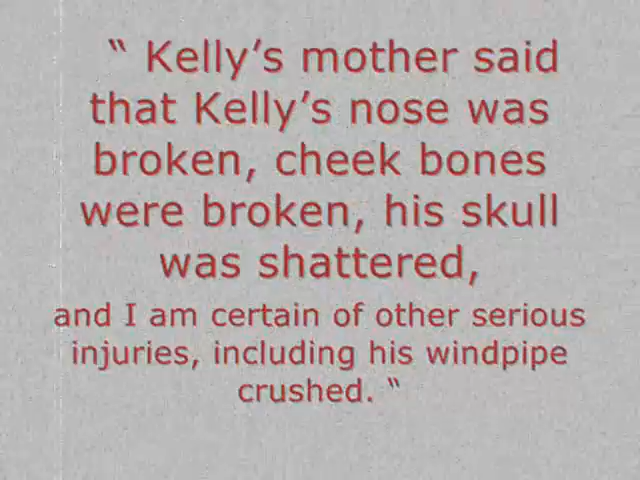 “ Kelly’s mother said
that Kelly’s nose was
broken, cheek bones
were broken, his skull
was shattered,
and I am certain of other serious
injuries, including his windpipe
crushed. “